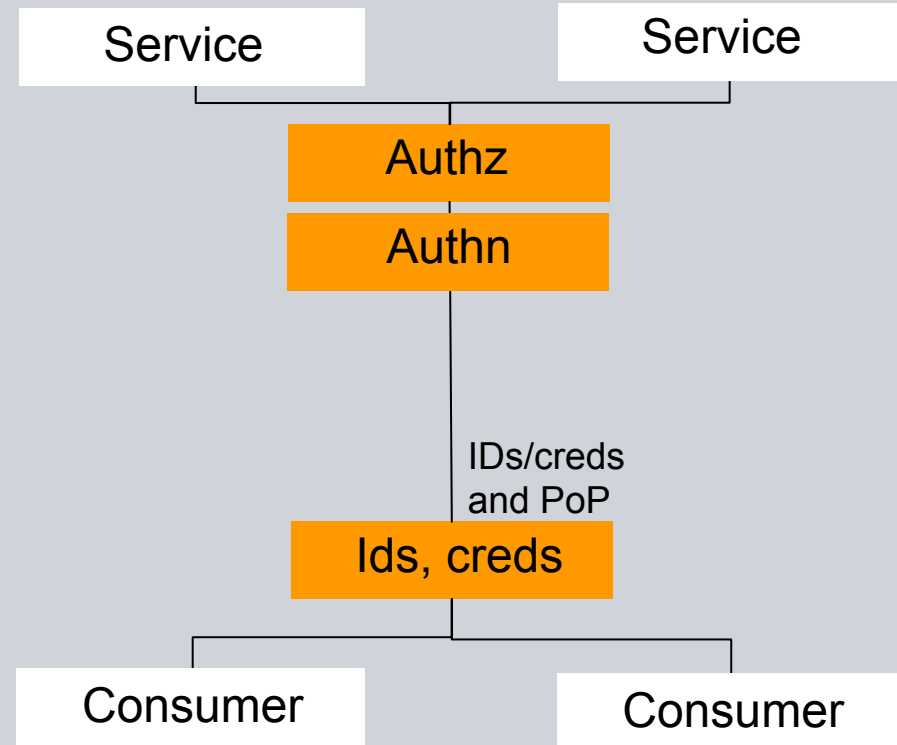 Service
Service
Authz
Authn
IDs/creds
and PoP
Ids, creds
Consumer
Consumer